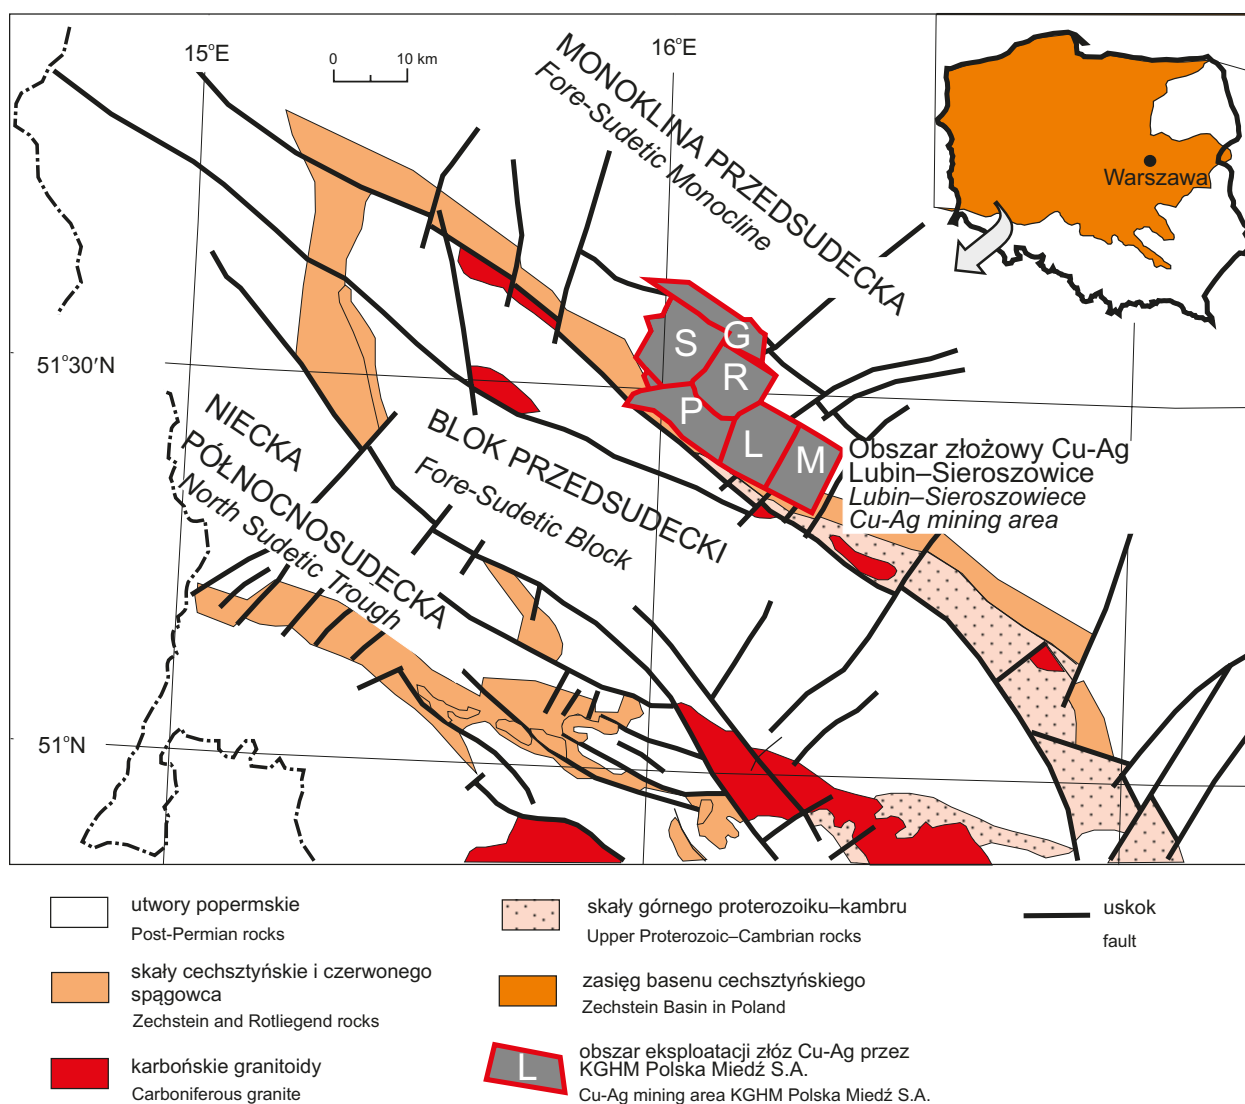 15°E
16°E
0 10 km
MONOKLINA PRZEDSUDECKA
Fore-Sudetic Monocline
Warszawa
51°30′N
S
G
R
P
L
M
NIECKA
PÓŁNOCNOSUDECKA
North Sudetic Trough
BLOK PRZEDSUDECKI
Fore-Sudetic Block
Obszar złożowy Cu-Ag
Lubin–Sieroszowice
Lubin–Sieroszowiece
Cu-Ag mining area
51°N
utwory popermskie
Post-Permian rocks
skały cechsztyńskie i czerwonego
spągowca
Zechstein and Rotliegend rocks
karbońskie granitoidy
Carboniferous granite
skały górnego proterozoiku–kambru
Upper Proterozoic–Cambrian rocks
zasięg basenu cechsztyńskiego
Zechstein Basin in Poland
L
obszar eksploatacji złóż Cu-Ag przez
KGHM Polska Miedź S.A.
Cu-Ag mining area KGHM Polska Miedź S.A.
uskok
fault